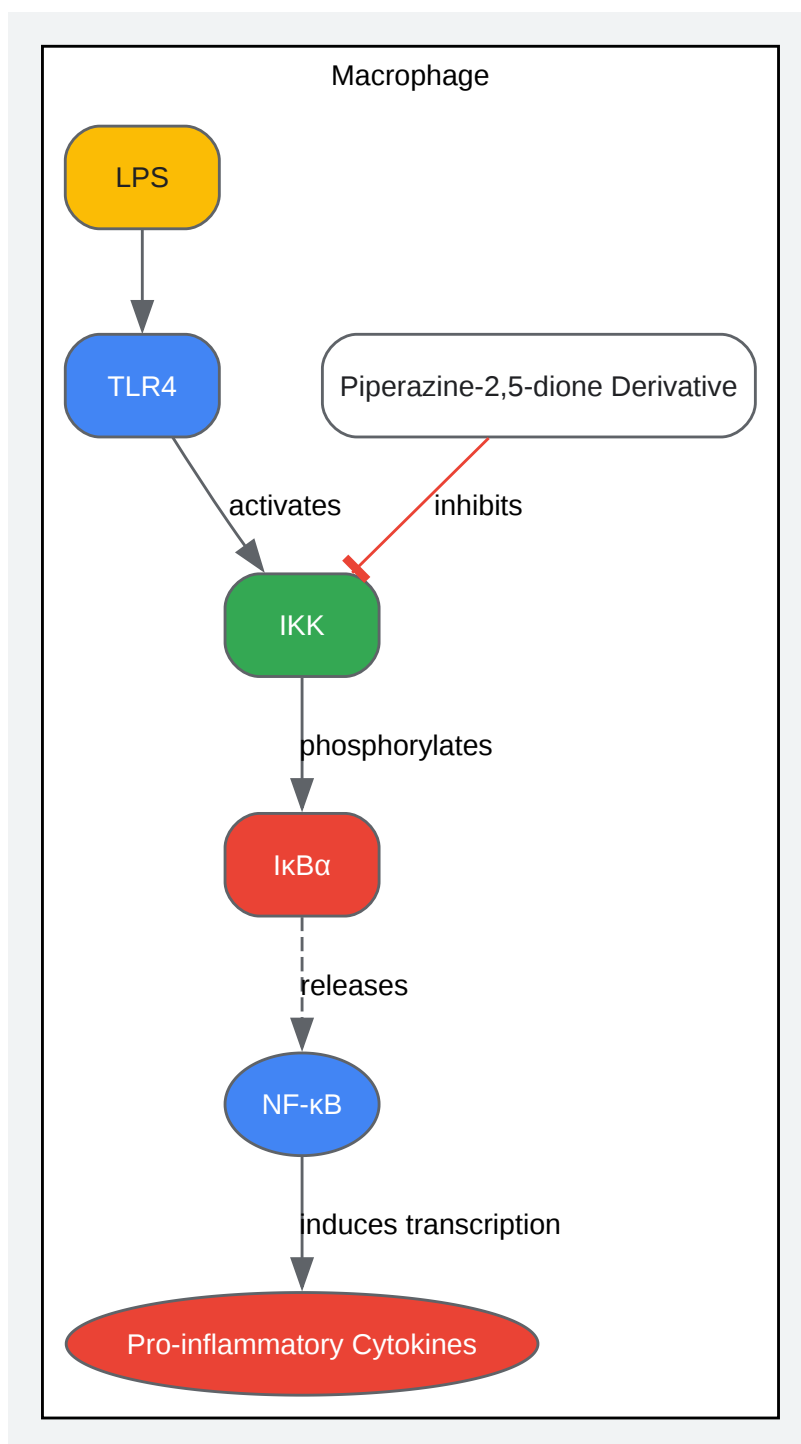 Macrophage
LPS
TLR4
Piperazine-2,5-dione Derivative
activates
inhibits
IKK
phosphorylates
IκBα
releases
NF-κB
induces transcription
Pro-inflammatory Cytokines